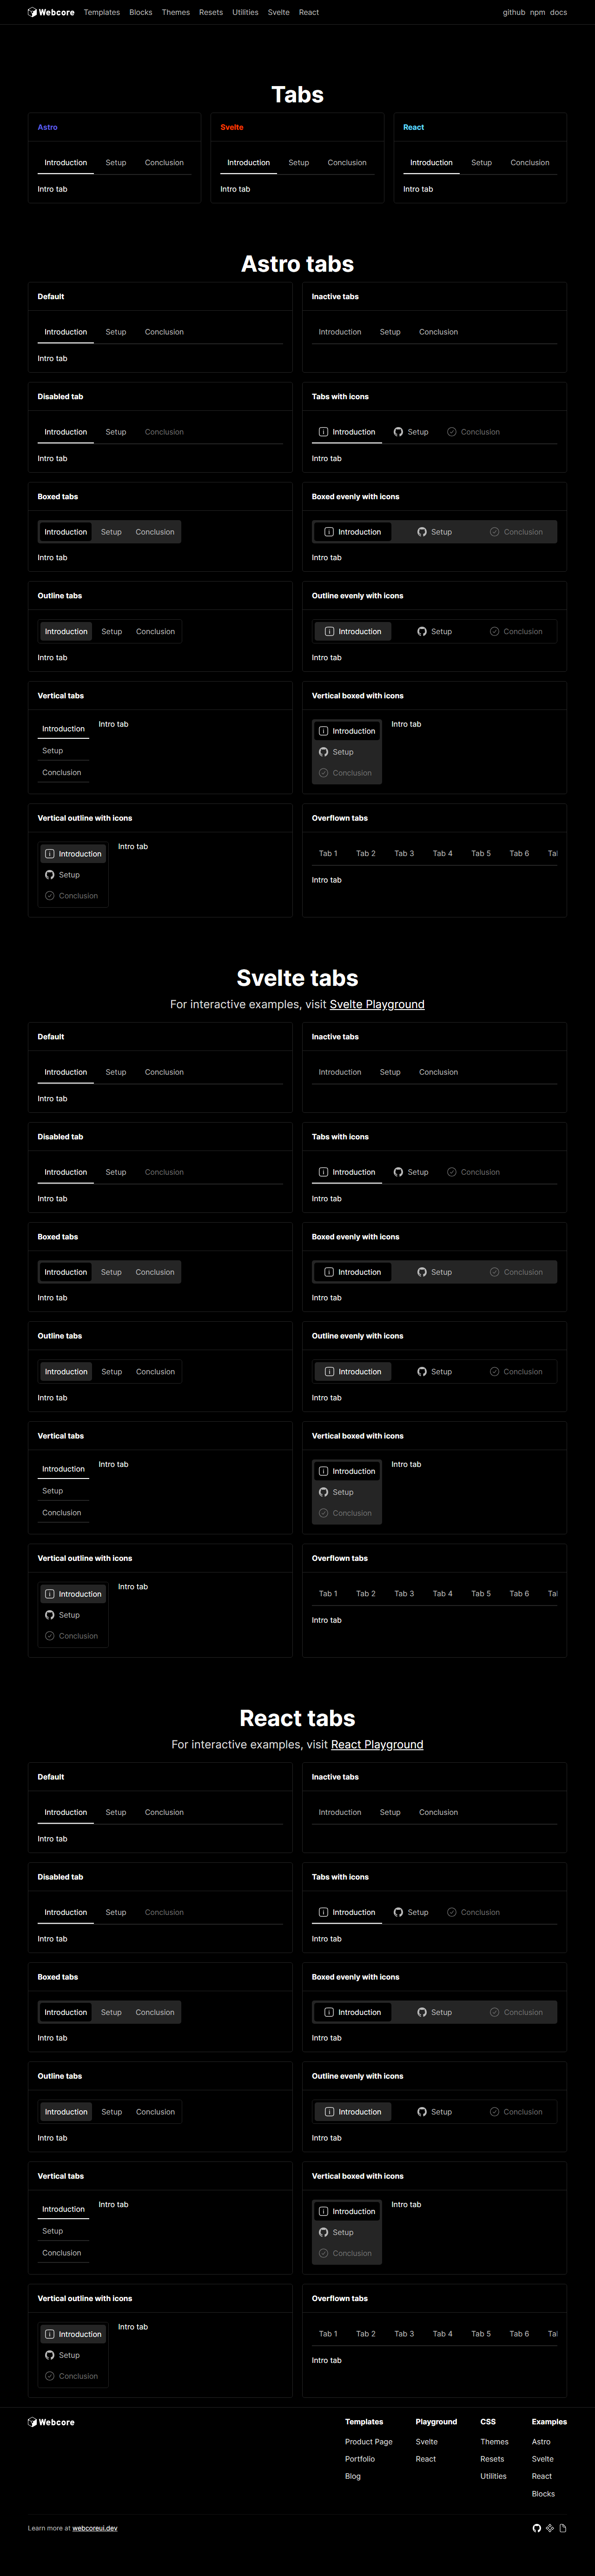 Webcore Templates Blocks Themes Resets Utilities Svelte React github npm docs
Tabs
Astro
Introduction Setup Conclusion
Intro tab
Svelte
Introduction Setup Conclusion
Intro tab
React
Introduction Setup Conclusion
Intro tab
Astro tabs
Default
Introduction Setup Conclusion
Intro tab
Inactive tabs
Introduction Setup Conclusion
Disabled tab
Introduction Setup Conclusion
Intro tab
Tabs with icons
Introduction Setup Conclusion
Intro tab
Boxed tabs
Introduction Setup Conclusion
Intro tab
Boxed evenly with icons
Introduction Setup Conclusion
Intro tab
Outline tabs
Introduction Setup Conclusion
Intro tab
Outline evenly with icons
Introduction Setup Conclusion
Intro tab
Vertical tabs
Introduction
Setup
Conclusion
Intro tab
Vertical boxed with icons
Introduction
Setup
Conclusion
Intro tab
Vertical outline with icons
Introduction
Setup
Conclusion
Intro tab
Overflown tabs
Tab 1 Tab 2 Tab 3 Tab 4 Tab 5 Tab 6
Intro tab
Svelte tabs
For interactive examples, visit Svelte Playground
Default
Introduction Setup Conclusion
Intro tab
Inactive tabs
Introduction Setup Conclusion
Disabled tab
Introduction Setup Conclusion
Intro tab
Tabs with icons
Introduction Setup Conclusion
Intro tab
Boxed tabs
Introduction Setup Conclusion
Intro tab
Boxed evenly with icons
Introduction Setup Conclusion
Intro tab
Outline tabs
Introduction Setup Conclusion
Intro tab
Outline evenly with icons
Introduction Setup Conclusion
Intro tab
Vertical tabs
Introduction
Setup
Conclusion
Intro tab
Vertical boxed with icons
Introduction
Setup
Conclusion
Intro tab
Vertical outline with icons
Introduction
Setup
Conclusion
Intro tab
Overflown tabs
Tab 1 Tab 2 Tab 3 Tab 4 Tab 5 Tab 6
Intro tab
React tabs
For interactive examples, visit React Playground
Default
Introduction Setup Conclusion
Intro tab
Inactive tabs
Introduction Setup Conclusion
Disabled tab
Introduction Setup Conclusion
Intro tab
Tabs with icons
Introduction Setup Conclusion
Intro tab
Boxed tabs
Introduction Setup Conclusion
Intro tab
Boxed evenly with icons
Introduction Setup Conclusion
Intro tab
Outline tabs
Introduction Setup Conclusion
Intro tab
Outline evenly with icons
Introduction Setup Conclusion
Intro tab
Vertical tabs
Introduction
Setup
Conclusion
Intro tab
Vertical boxed with icons
Introduction
Setup
Conclusion
Intro tab
Vertical outline with icons
Introduction
Setup
Conclusion
Intro tab
Overflown tabs
Tab 1 Tab 2 Tab 3 Tab 4 Tab 5 Tab 6
Intro tab
Webcore
Templates
Product Page
Portfolio
Blog
Playground
Svelte
React
CSS
Themes
Resets
Utilities
Examples
Astro
Svelte
React
Blocks
Learn more at webcoreui.dev